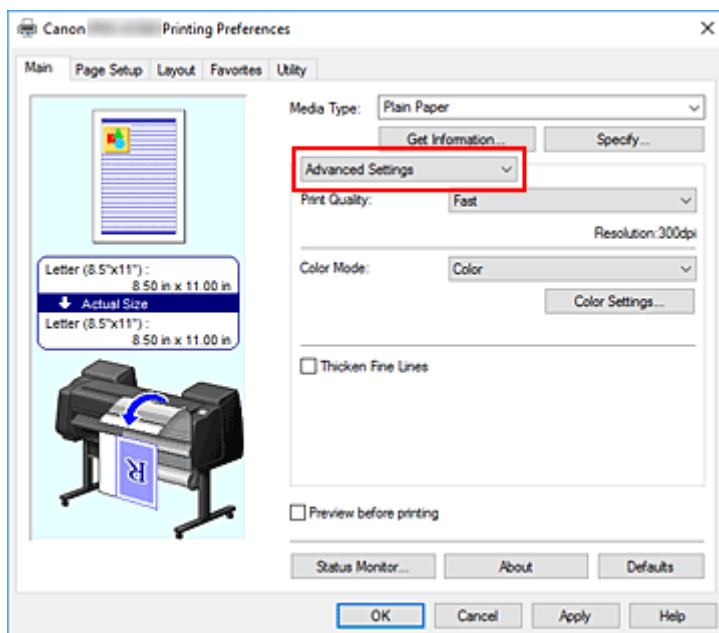 Canon Printing Preferences
Main Page Setup Layout Favorites Utility
Media Type: Plain Paper
Get Information... Specify...
Advanced Settings
Print Quality: Fast
Resolution:300dpi
Letter (8.5"x11") :
8.50 in x 11.00 in
Actual Size
Letter (8.5"x11") :
8.50 in x 11.00 in
Color Mode: Color
Color Settings...
Thicken Fine Lines
R
Preview before printing
Status Monitor... About Defaults
OK Cancel Apply Help